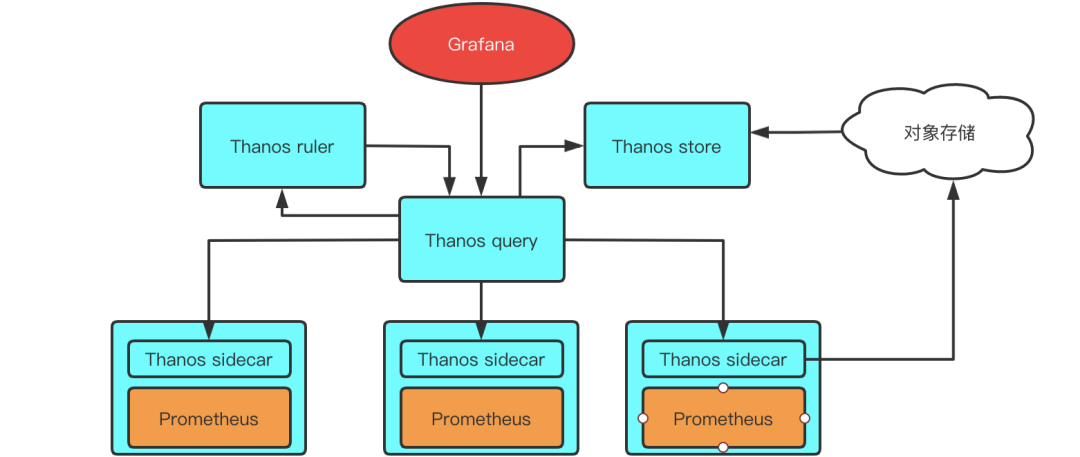 Grafana
Thanos ruler
Thanos store
对象存储
Thanos query
Thanos sidecar
Thanos sidecar
Thanos sidecar
Prometheus
Prometheus
Prometheus